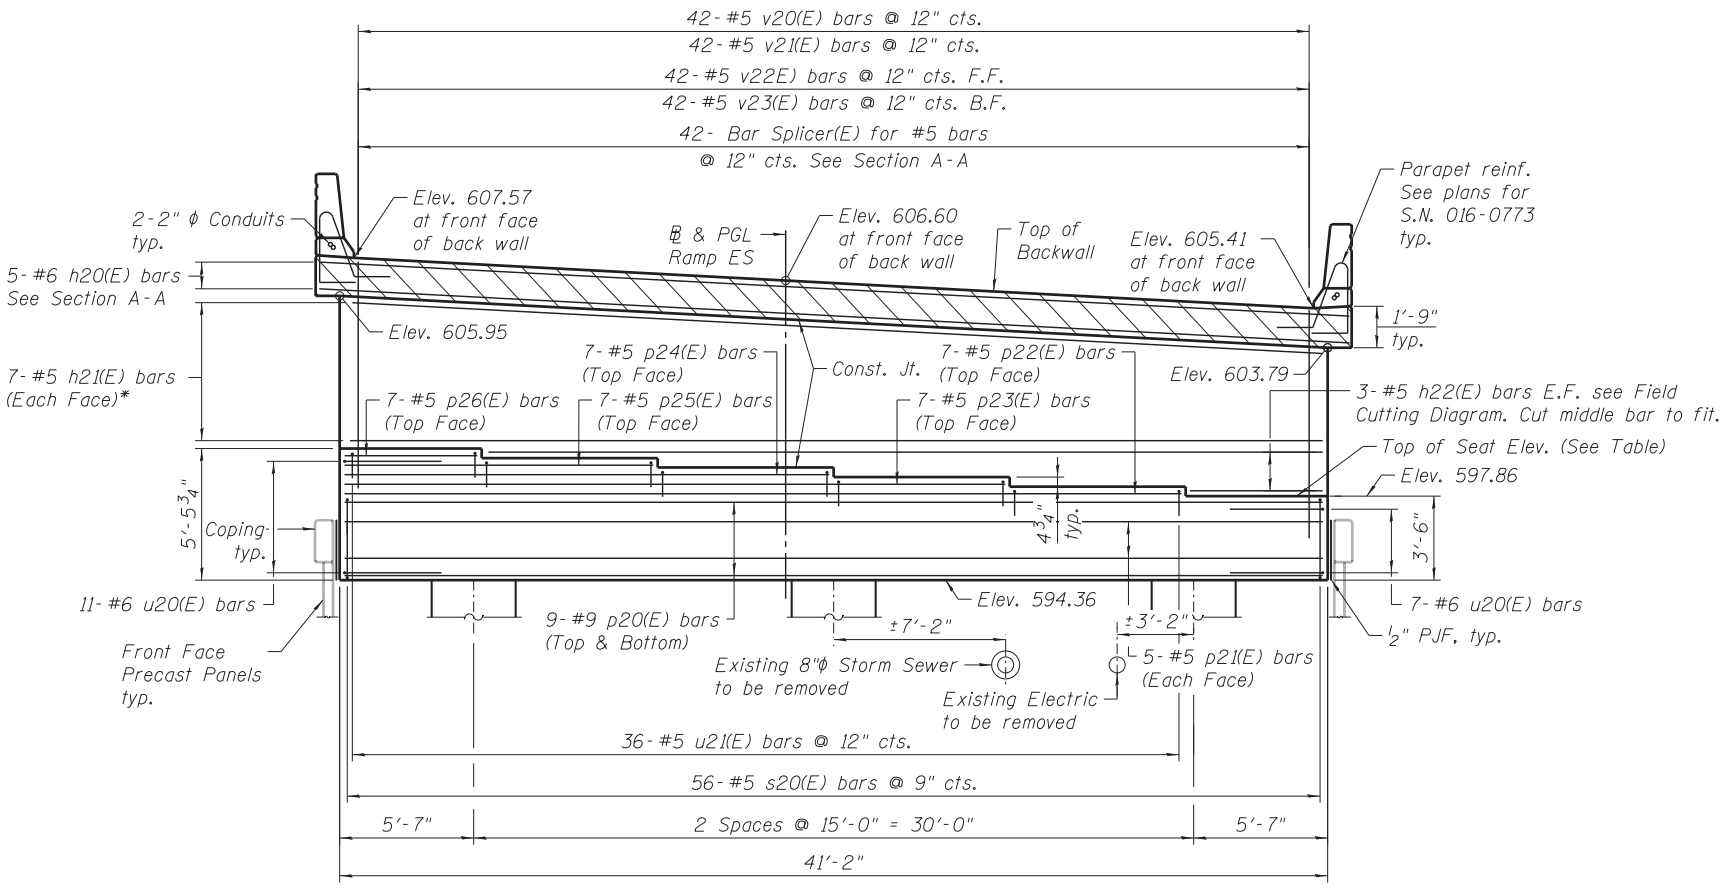 42- #5 v20(E) bars @ 12" cts.
42- #5 v21(E) bars @ 12" cts.
42- #5 v22E) bars @ 12" cts. F.F.
42- #5 v23(E) bars @ 12" cts. B.F.
42- Bar Splicer(E) for #5 bars
@ 12" cts. See Section A-A
2-2" ϕ Conduits
typ.
Elev. 607.57
at front face
of back wall
℄ & PGL
Ramp ES
Elev. 606.60
at front face
of back wall
Top of
Backwall
Elev. 605.41
at front face
of back wall
Parapet reinf.
See plans for
S.N. 016-0773
typ.
5- #6 h20(E) bars
See Section A-A
Elev. 605.95
1'-9"
typ.
7- #5 h21(E) bars
(Each Face)*
7- #5 p24(E) bars
(Top Face)
Const. Jt.
7- #5 p22(E) bars
(Top Face)
Elev. 603.79
7- #5 p26(E) bars
(Top Face)
7- #5 p25(E) bars
(Top Face)
7- #5 p23(E) bars
(Top Face)
3- #5 h22(E) bars E.F. see Field
Cutting Diagram. Cut middle bar to fit.
Top of Seat Elev. (See Table)
Elev. 597.86
5'-5 3/4"
Coping
typ.
4 3/4"
typ.
3'-6"
11- #6 u20(E) bars
9- #9 p20(E) bars
(Top & Bottom)
Elev. 594.36
±7'-2"
±3'-2"
7- #6 u20(E) bars
1/2" PJF, typ.
Front Face
Precast Panels
typ.
Existing 8"ϕ Storm Sewer
to be removed
5- #5 p21(E) bars
(Each Face)
Existing Electric
to be removed
36- #5 u21(E) bars @ 12" cts.
56- #5 s20(E) bars @ 9" cts.
5'-7"
2 Spaces @ 15'-0" = 30'-0"
5'-7"
41'-2"